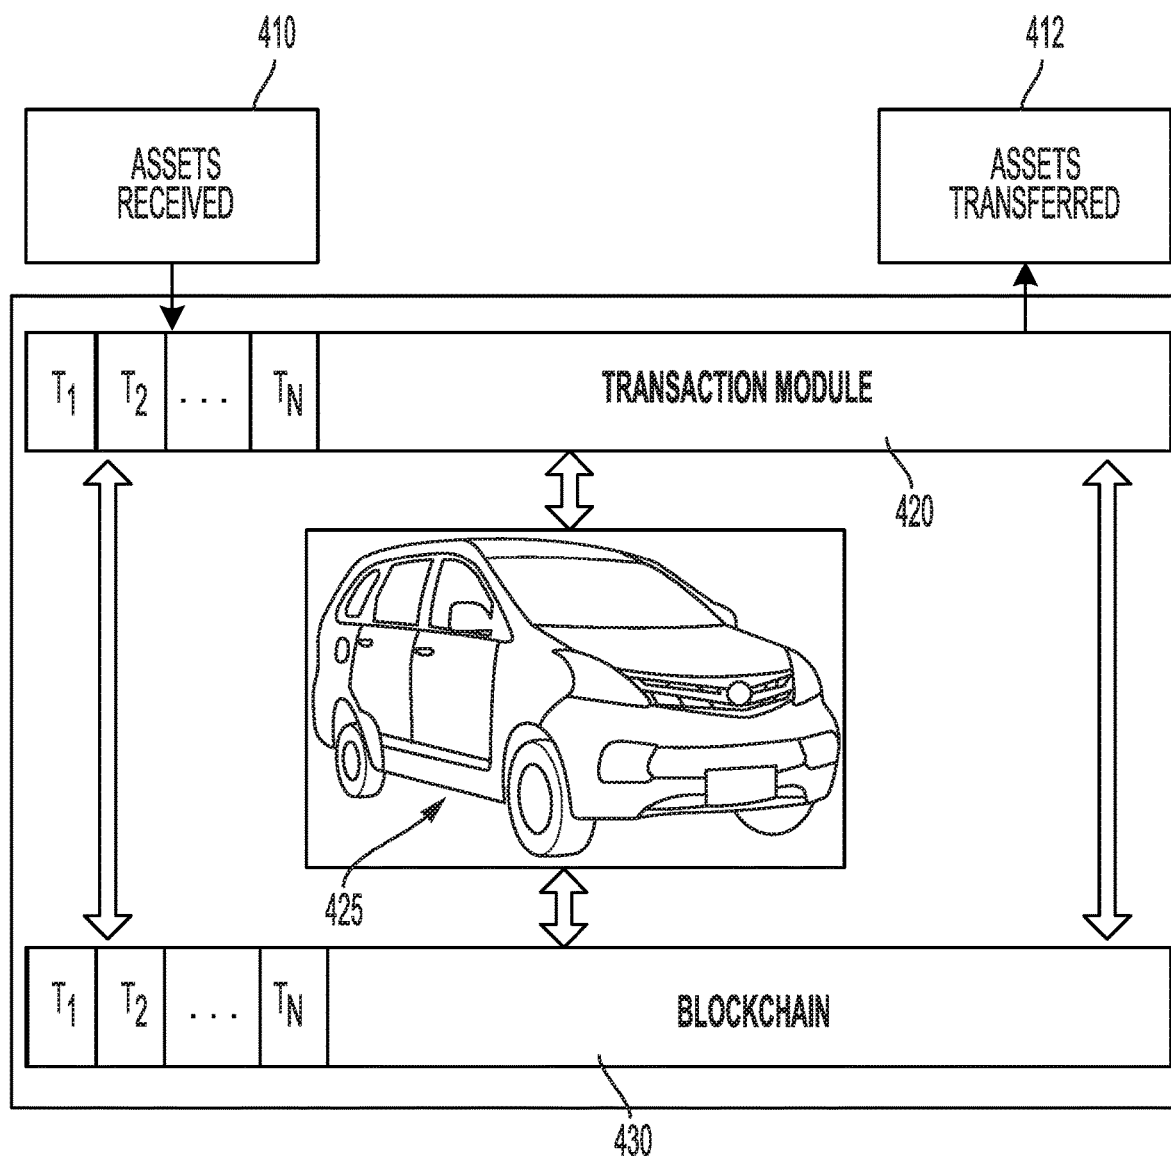 410
412
ASSETS
RECEIVED
ASSETS
TRANSFERRED
T1 T2 ... TN TRANSACTION MODULE
420
425
T1 T2 ... TN BLOCKCHAIN
430